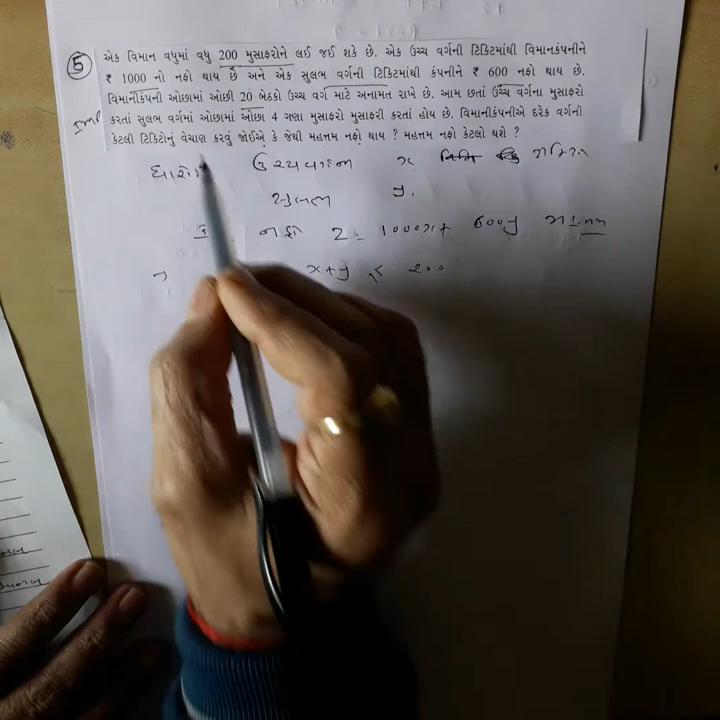 5 એક વિમાન વધુમાં વધુ 200 મુસાફરોને લઈ જઈ શકે છે. એક ઉચ્ચ વર્ગની ટિકિટમાંથી વિમાનકંપનીને
₹ 1000 નો નફો થાય છે અને એક સુલભ વર્ગની ટિકિટમાંથી કંપનીને ₹ 600 નફો થાય છે.
વિમાનીકંપની ઓછામાં ઓછી 20 બેઠકો ઉચ્ચ વર્ગ માટે અનામત રાખે છે. આમ છતાં ઉચ્ચ વર્ગના મુસાફરો
IMP કરતાં સુલભ વર્ગમાં ઓછામાં ઓછા 4 ગણા મુસાફરો મુસાફરી કરતાં હોય છે. વિમાનીકંપનીએ દરેક વર્ગની
કેટલી ટિકિટોનું વેચાણ કરવું જોઈએ કે જેથી મહત્તમ નફો થાય ? મહત્તમ નફો કેટલો થશે ?
ઉચ્ચવર્ગના x
સુલભ y.
નફો Z = 1000x + 600y
→ x+y ≤ 200